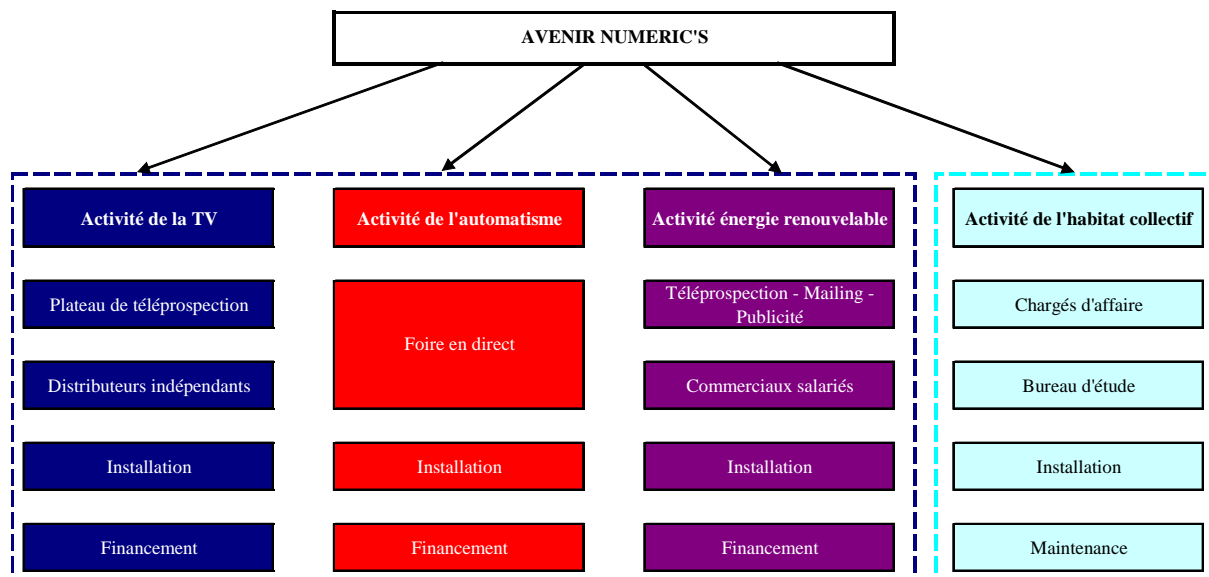 AVENIR NUMERIC'S
Activité de la TV
Activité de l'automatisme
Activité énergie renouvelable
Activité de l'habitat collectif
Plateau de téléprospection
Foire en direct
Téléprospection - Mailing -
Publicité
Chargés d'affaire
Distributeurs indépendants
Commerciaux salariés
Bureau d'étude
Installation
Installation
Installation
Installation
Financement
Financement
Financement
Maintenance